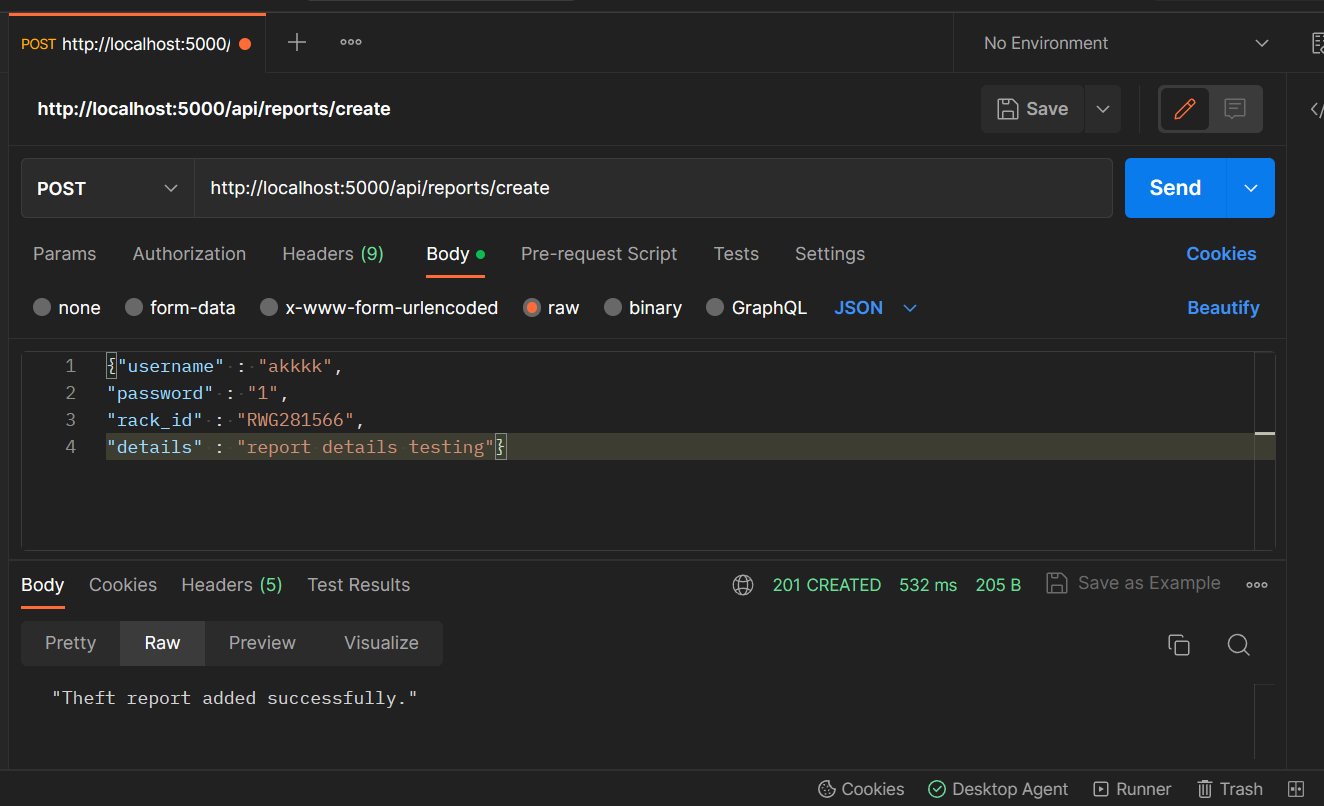 POST http://localhost:5000/
No Environment
http://localhost:5000/api/reports/create
Save
POST
http://localhost:5000/api/reports/create
Send
Params Authorization Headers (9) Body Pre-request Script Tests Settings Cookies
none form-data x-www-form-urlencoded raw binary GraphQL JSON Beautify
1 {"username" : "akkkk",
2 "password" : "1",
3 "rack_id" : "RWG281566",
4 "details" : "report details testing"}
Body Cookies Headers (5) Test Results 201 CREATED 532 ms 205 B Save as Example
Pretty Raw Preview Visualize
"Theft report added successfully."
Cookies Desktop Agent Runner Trash